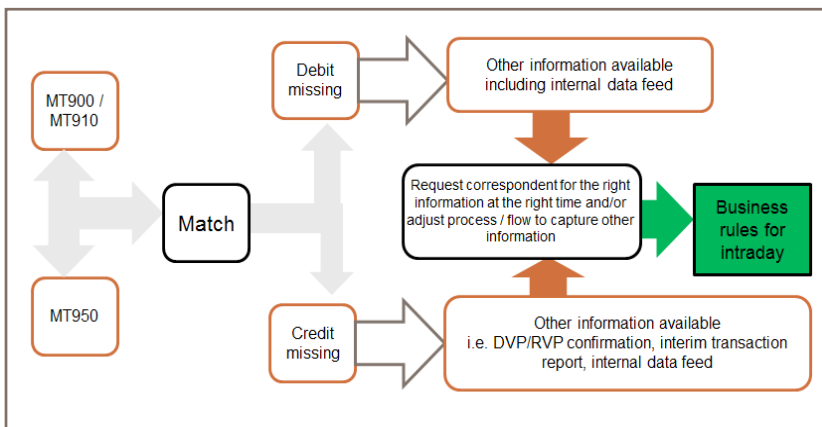 MT900 /
MT910
MT950
Match
Debit
missing
Credit
missing
Other information available
including internal data feed
Request correspondent for the right
information at the right time and/or
adjust process / flow to capture other
information
Other information available
i.e. DVP/RVP confirmation, interim transaction
report, internal data feed
Business
rules for
intraday